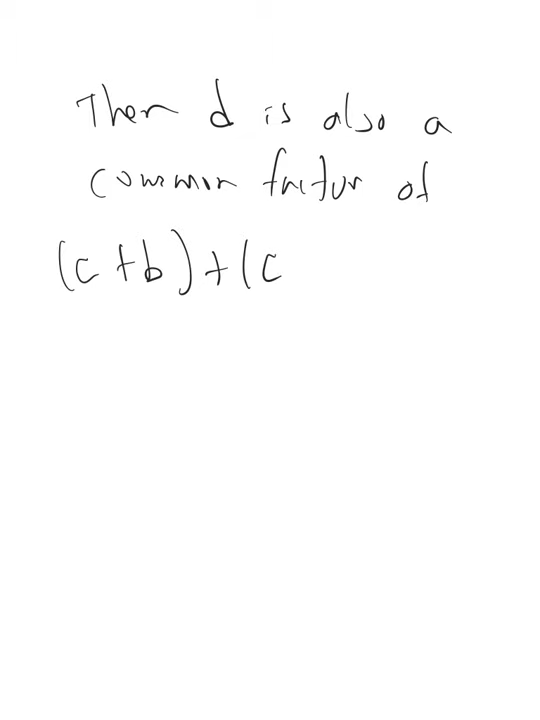 Then d is also a
common factor of
(c+b)+(c